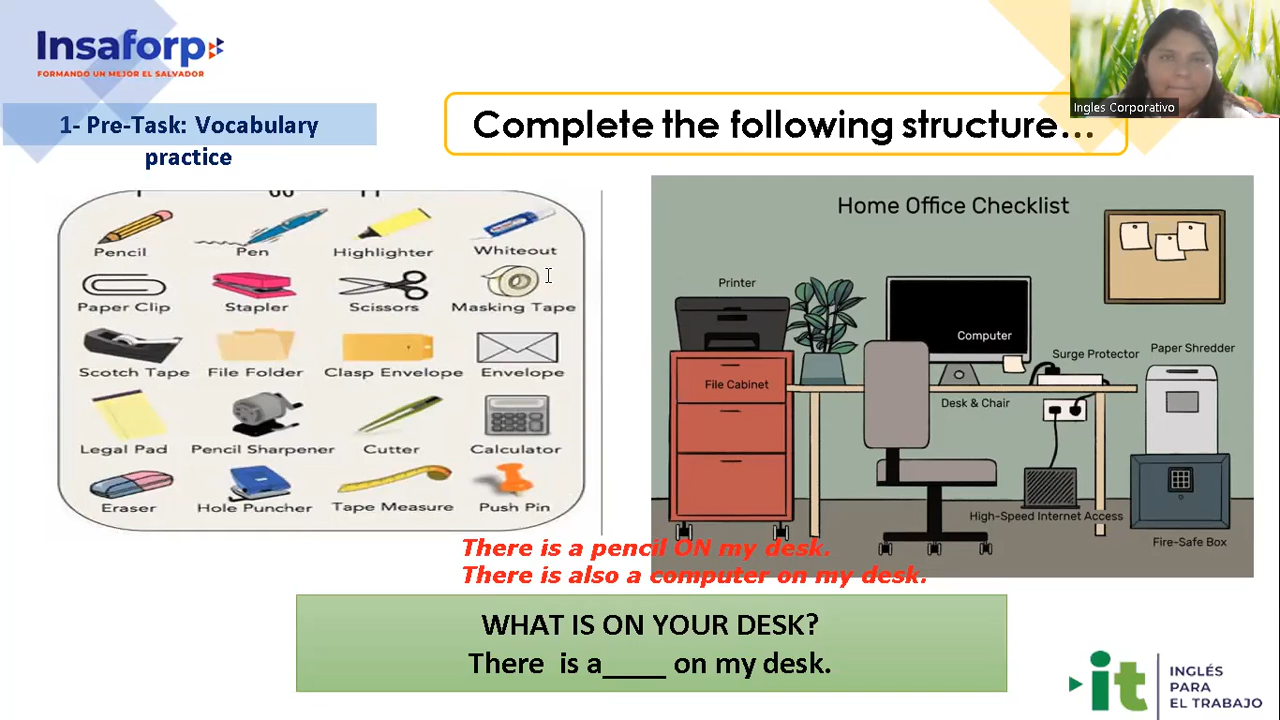 Insaforp
FORMANDO UN MEJOR EL SALVADOR
1- Pre-Task: Vocabulary
practice
Complete the following structure...
Ingles Corporativo
Pencil Pen Highlighter Whiteout
Paper Clip Stapler Scissors Masking Tape
Scotch Tape File Folder Clasp Envelope Envelope
Legal Pad Pencil Sharpener Cutter Calculator
Eraser Hole Puncher Tape Measure Push Pin
Home Office Checklist
Printer
Computer
Surge Protector
Paper Shredder
File Cabinet
Desk & Chair
High-Speed Internet Access
Fire-Safe Box
There is a pencil ON my desk.
There is also a computer on my desk.
WHAT IS ON YOUR DESK?
There is a____ on my desk.
it
INGLÉS
PARA
EL TRABAJO